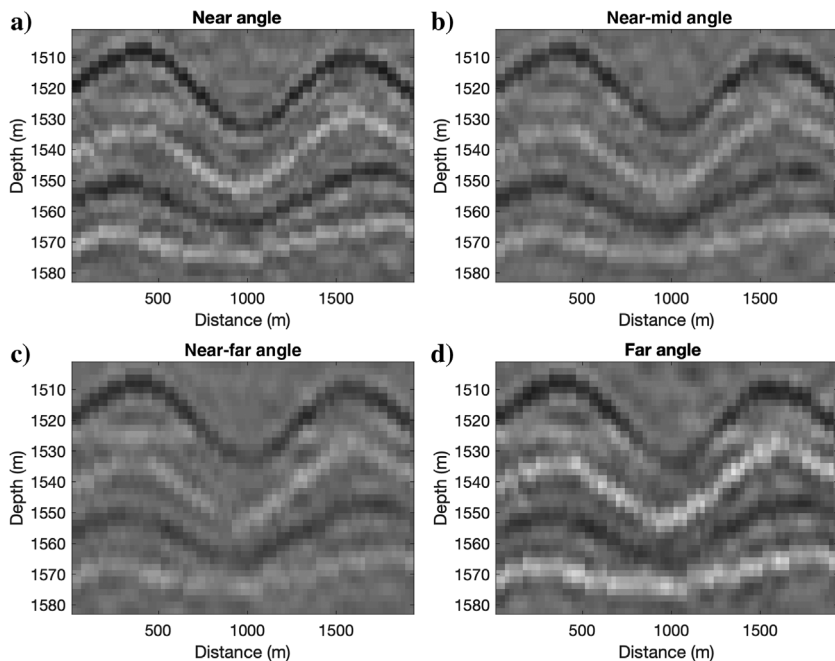 a)
Near angle
Depth (m)
1510
1520
1530
1540
1550
1560
1570
1580
500
1000
1500
Distance (m)
b)
Near-mid angle
Depth (m)
1510
1520
1530
1540
1550
1560
1570
1580
500
1000
1500
Distance (m)
c)
Near-far angle
Depth (m)
1510
1520
1530
1540
1550
1560
1570
1580
500
1000
1500
Distance (m)
d)
Far angle
Depth (m)
1510
1520
1530
1540
1550
1560
1570
1580
500
1000
1500
Distance (m)